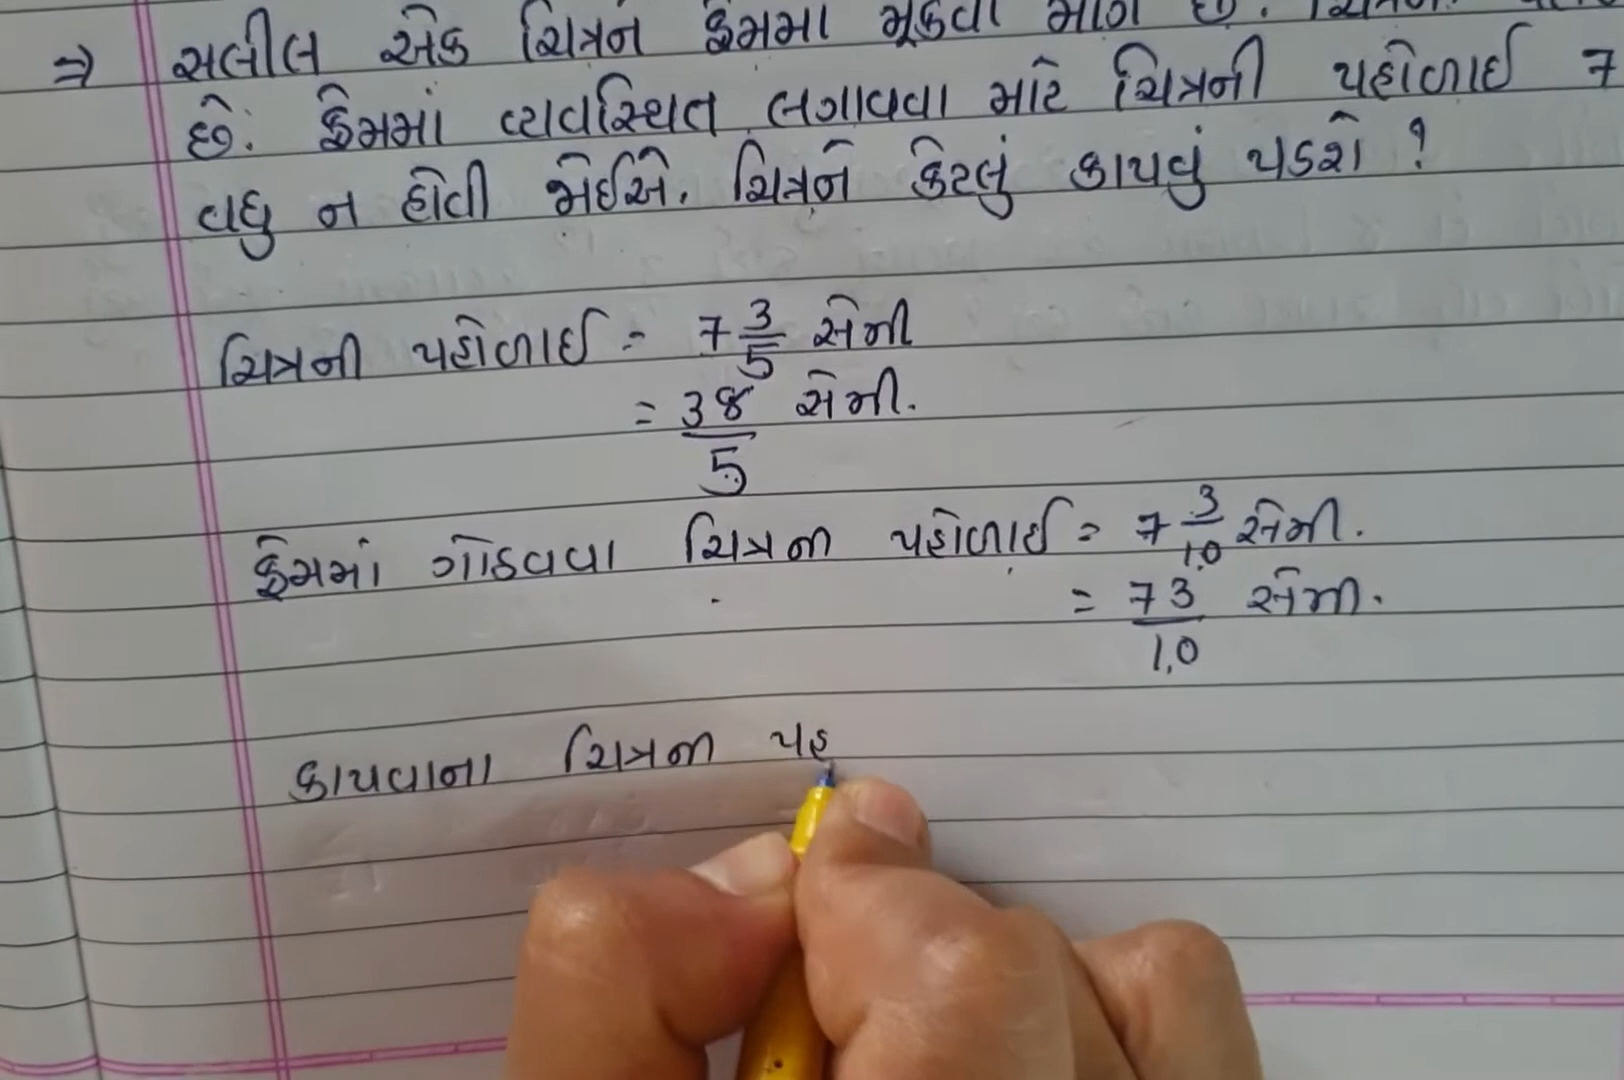 ⇒ સલીલ એક ચિત્રને ફ્રેમમાં મૂકવા માંગે છે.
છે. ફ્રેમમાં વ્યવસ્થિત લગાવવા માટે ચિત્રની પહોળાઈ 7
વધુ ન હોવી જોઈએ. ચિત્રને કેટલું કાપવું પડશે ?
ચિત્રની પહોળાઈ = 7 3/5 સેમી
= 38/5 સેમી.
ફ્રેમમાં ગોઠવવા ચિત્રની પહોળાઈ = 7 3/10 સેમી.
= 73/10 સેમી.
કાપવાના ચિત્રની પહ